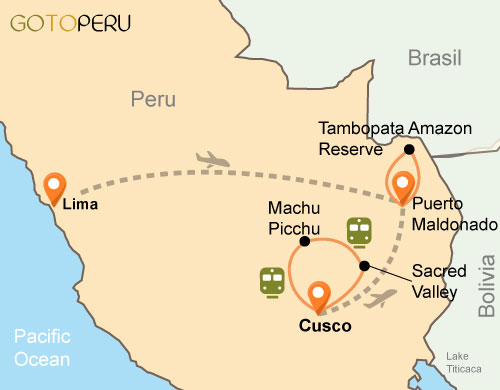 GOTOPERU
Brasil
Peru
Tambopata Amazon
Reserve
Lima
Puerto
Maldonado
Machu
Picchu
Sacred
Valley
Bolivia
Cusco
Pacific
Ocean
Lake
Titicaca